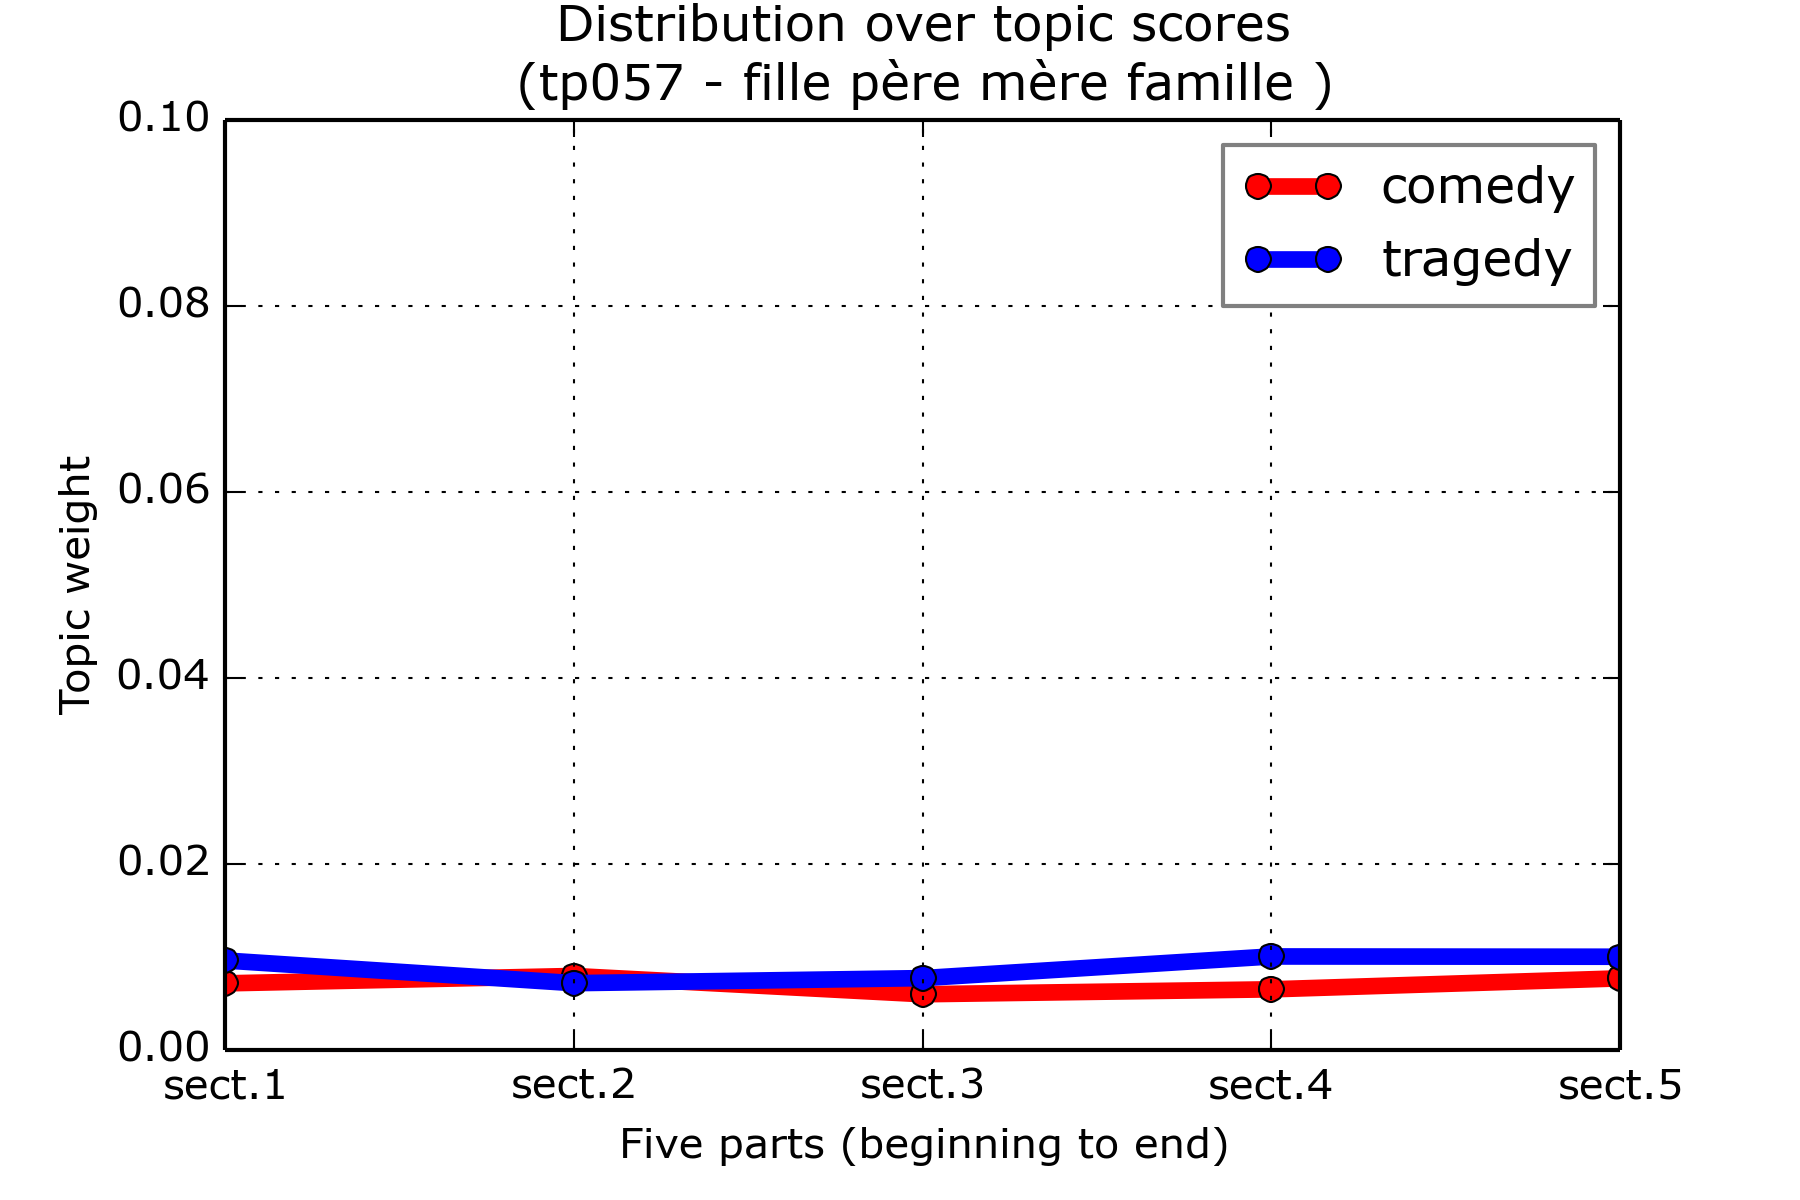 Distribution over topic scores
(tp057 - fille père mère famille )
0.10
0.08
0.06
0.04
0.02
0.00
Topic weight
comedy
tragedy
sect.1 sect.2 sect.3 sect.4 sect.5
Five parts (beginning to end)